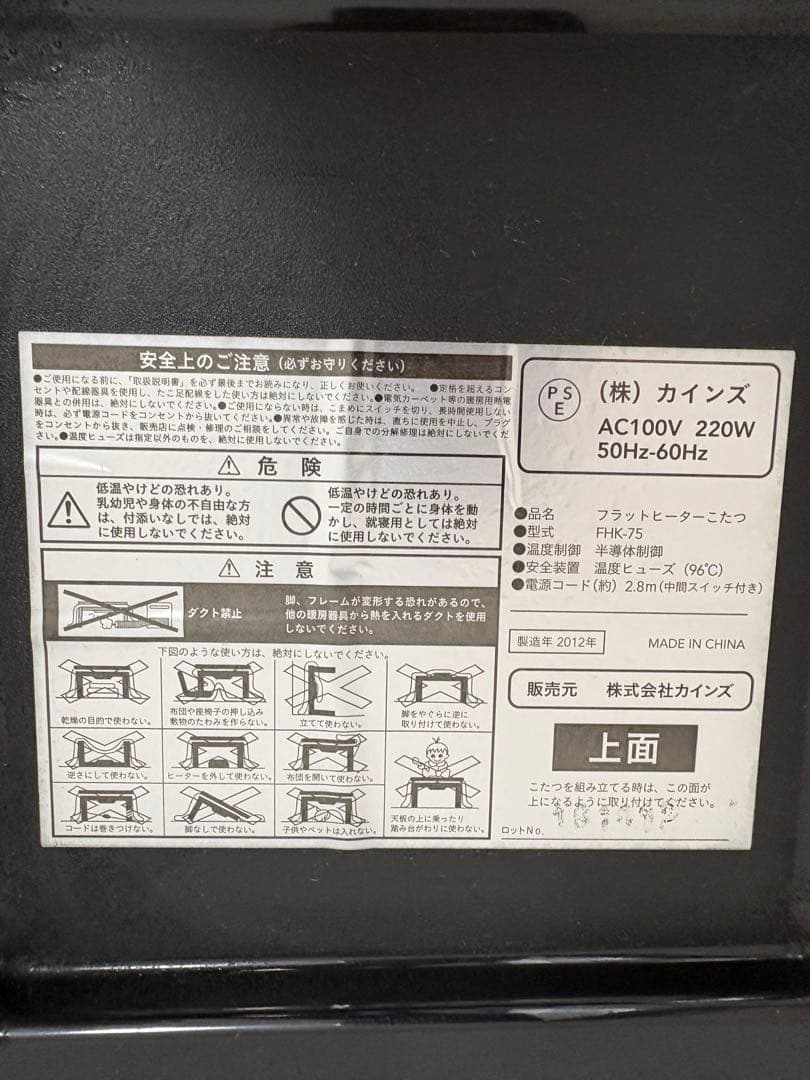 安全上のご注意（必ずお守りください）
●ご使用になる前に、「取扱説明書」を必ず最後までお読みになり、正しくお使いください。　●定格を超えるコン
セントや配線器具を使用し、たこ足配線をした使い方は絶対にしないでください。●電気カーペット等の暖房用熱電
器具との併用は、絶対にしないでください。●ご使用にならない時は、こまめにスイッチを切り、長時間使用しない
時は、必ず電源コードをコンセントから抜いてください。●異常や故障を感じた時は、直ちに使用を中止し、プラグ
をコンセントから抜き、販売店に点検・修理のご相談をしてください。ご自身での分解修理は絶対にしないでくだ
さい。●温度ヒューズは指定以外のものを、絶対に使用しないでください。
危険
低温やけどの恐れあり。
乳幼児や身体の不自由な方
は、付添いなしでは、絶対
に使用しないでください。
低温やけどの恐れあり。
一定の時間ごとに身体を動
かし、就寝用としては絶対
に使用しないでください。
注意
ダクト禁止
脚、フレームが変形する恐れがあるので、
他の暖房器具から熱を入れるダクトを使用
しないでください。
下図のような使い方は、絶対にしないでください。
乾燥の目的で使わない。
布団や座椅子の押し込み
敷物のたわみを作らない。
立てて使わない。
脚をやぐらに逆に
取り付けて使わない。
逆さにして使わない。
ヒーターを外して使わない。
布団を開いて使わない。
コードは巻きつけない。
脚なしで使わない。
子供やペットは入れない。
天板の上に乗ったり
踏み台がわりに使わない。
PSE
（株）カインズ
AC100V 220W
50Hz-60Hz
●品名　フラットヒーターこたつ
●型式　FHK-75
●温度制御　半導体制御
●安全装置　温度ヒューズ（96℃）
●電源コード（約）2.8m（中間スイッチ付き）
製造年 2012年　MADE IN CHINA
販売元　株式会社カインズ
上面
こたつを組み立てる時は、この面が
上になるように取り付けてください。
ロットNo.